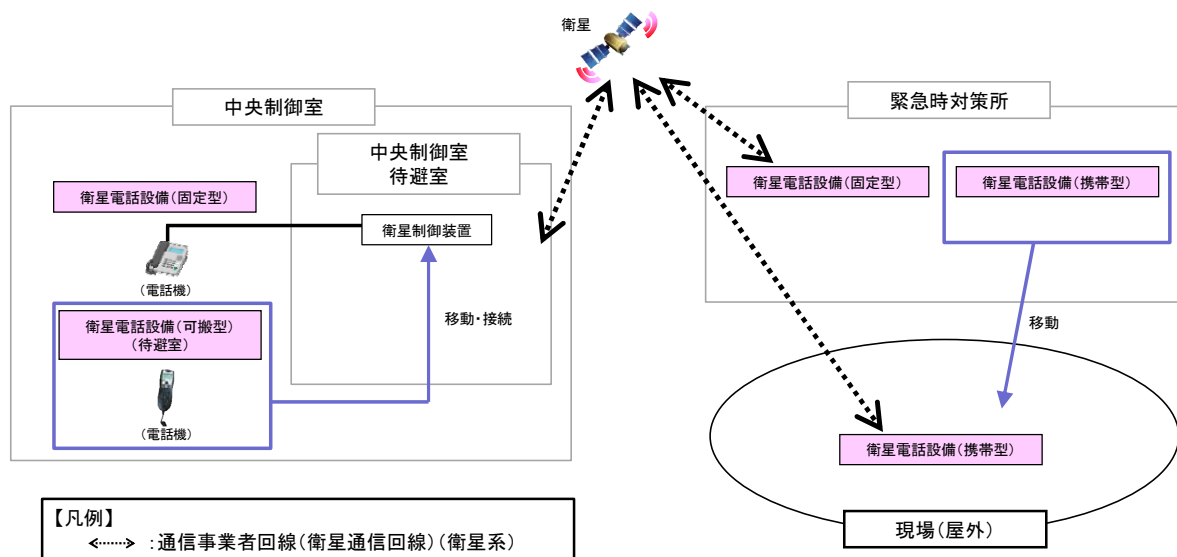 衛星
中央制御室
中央制御室
待避室
衛星電話設備(固定型)
衛星制御装置
(電話機)
衛星電話設備(可搬型)
(待避室)
(電話機)
移動・接続
緊急時対策所
衛星電話設備(固定型)
衛星電話設備(携帯型)
移動
衛星電話設備(携帯型)
現場(屋外)
【凡例】
:通信事業者回線(衛星通信回線)(衛星系)